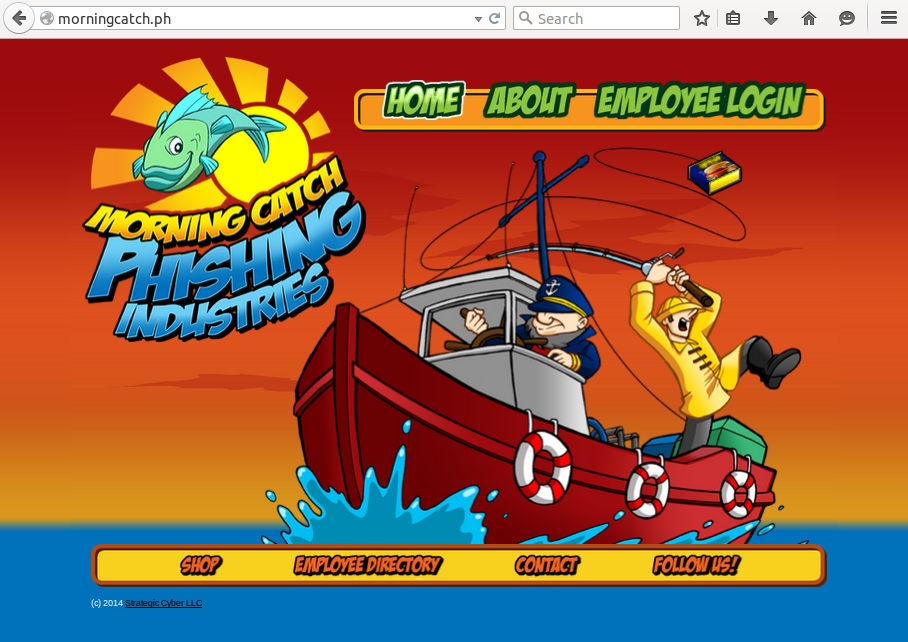 morningcatch.ph
Search
HOME ABOUT EMPLOYEE LOGIN
MORNING CATCH
PHISHING
INDUSTRIES
SHOP EMPLOYEE DIRECTORY CONTACT FOLLOW US!
(c) 2014 Strategic Cyber LLC